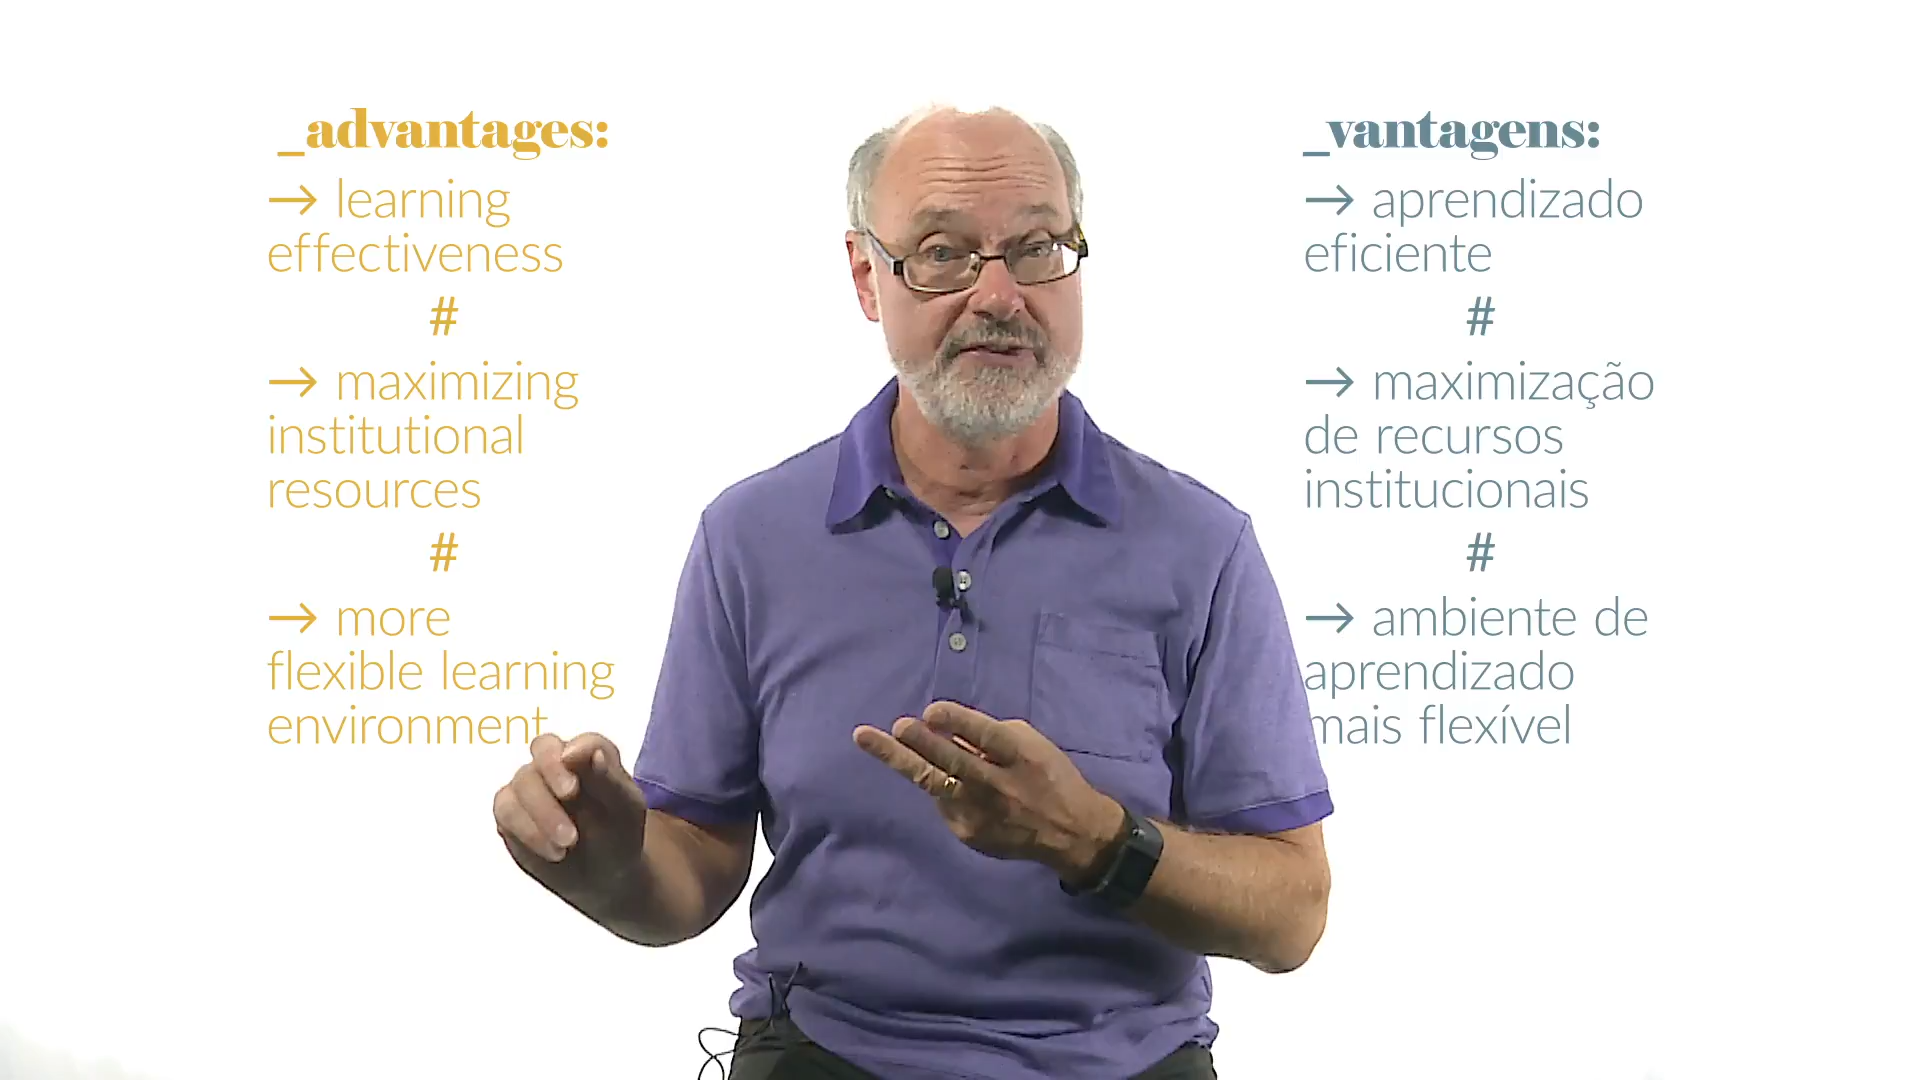 _advantages:
→ learning
effectiveness
#
→ maximizing
institutional
resources
#
→ more
flexible learning
environment
_vantagens:
→ aprendizado
eficiente
#
→ maximização
de recursos
institucionais
#
→ ambiente de
aprendizado
mais flexível